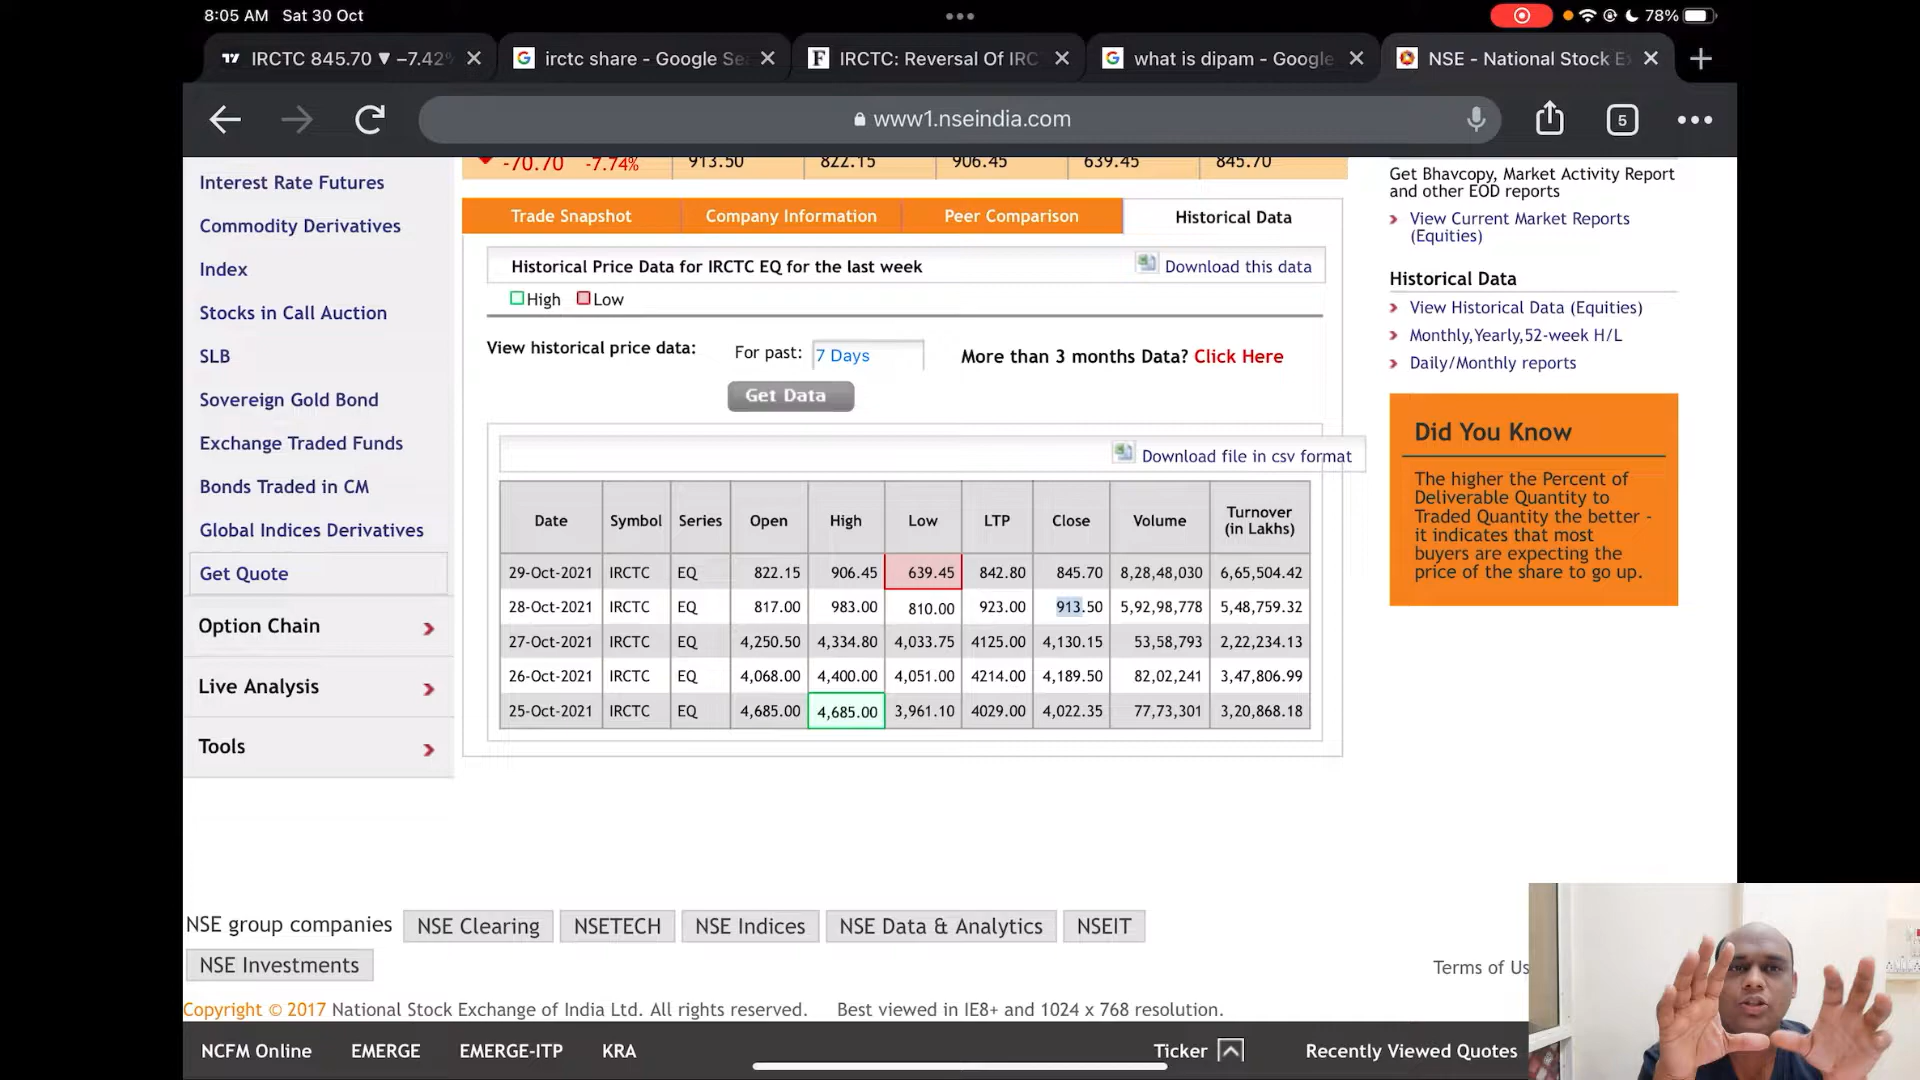 8:05 AM Sat 30 Oct
78%
IRCTC 845.70 ▼ −7.42%
irctc share - Google Se
IRCTC: Reversal Of IRC
what is dipam - Google
NSE - National Stock E
www1.nseindia.com
5
Interest Rate Futures
Commodity Derivatives
Index
Stocks in Call Auction
SLB
Sovereign Gold Bond
Exchange Traded Funds
Bonds Traded in CM
Global Indices Derivatives
Get Quote
Option Chain
Live Analysis
Tools
-70.70 -7.74% 913.50 822.15 906.45 639.45 845.70
Trade Snapshot Company Information Peer Comparison Historical Data
Historical Price Data for IRCTC EQ for the last week
Download this data
High Low
View historical price data: For past: 7 Days More than 3 months Data? Click Here
Get Data
Download file in csv format
Date Symbol Series Open High Low LTP Close Volume Turnover
(in Lakhs)
29-Oct-2021 IRCTC EQ 822.15 906.45 639.45 842.80 845.70 8,28,48,030 6,65,504.42
28-Oct-2021 IRCTC EQ 817.00 983.00 810.00 923.00 913.50 5,92,98,778 5,48,759.32
27-Oct-2021 IRCTC EQ 4,250.50 4,334.80 4,033.75 4125.00 4,130.15 53,58,793 2,22,234.13
26-Oct-2021 IRCTC EQ 4,068.00 4,400.00 4,051.00 4214.00 4,189.50 82,02,241 3,47,806.99
25-Oct-2021 IRCTC EQ 4,685.00 4,685.00 3,961.10 4029.00 4,022.35 77,73,301 3,20,868.18
Get Bhavcopy, Market Activity Report
and other EOD reports
View Current Market Reports
(Equities)
Historical Data
View Historical Data (Equities)
Monthly,Yearly,52-week H/L
Daily/Monthly reports
Did You Know
The higher the Percent of
Deliverable Quantity to
Traded Quantity the better -
it indicates that most
buyers are expecting the
price of the share to go up.
NSE group companies NSE Clearing NSETECH NSE Indices NSE Data & Analytics NSEIT
NSE Investments
Terms of Us
Copyright © 2017 National Stock Exchange of India Ltd. All rights reserved. Best viewed in IE8+ and 1024 x 768 resolution.
NCFM Online EMERGE EMERGE-ITP KRA Ticker Recently Viewed Quotes